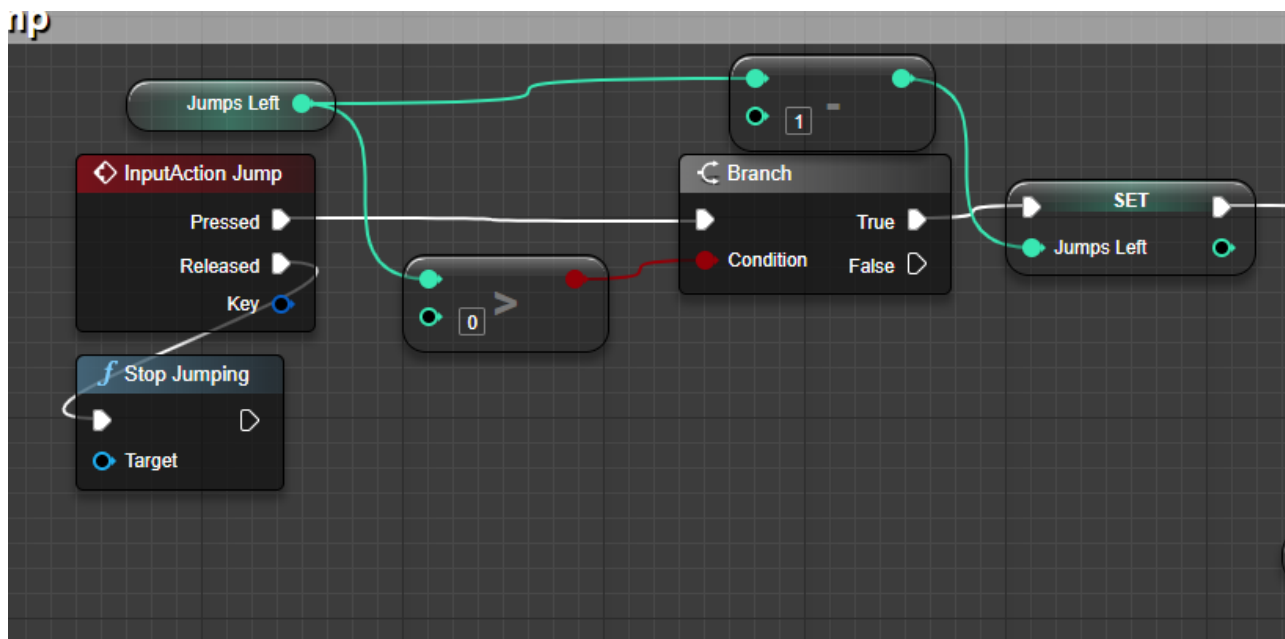 mp
Jumps Left
1 -
InputAction Jump
Branch
SET
Pressed
True
Released
Condition
False
Jumps Left
Key
0 >
f Stop Jumping
Target